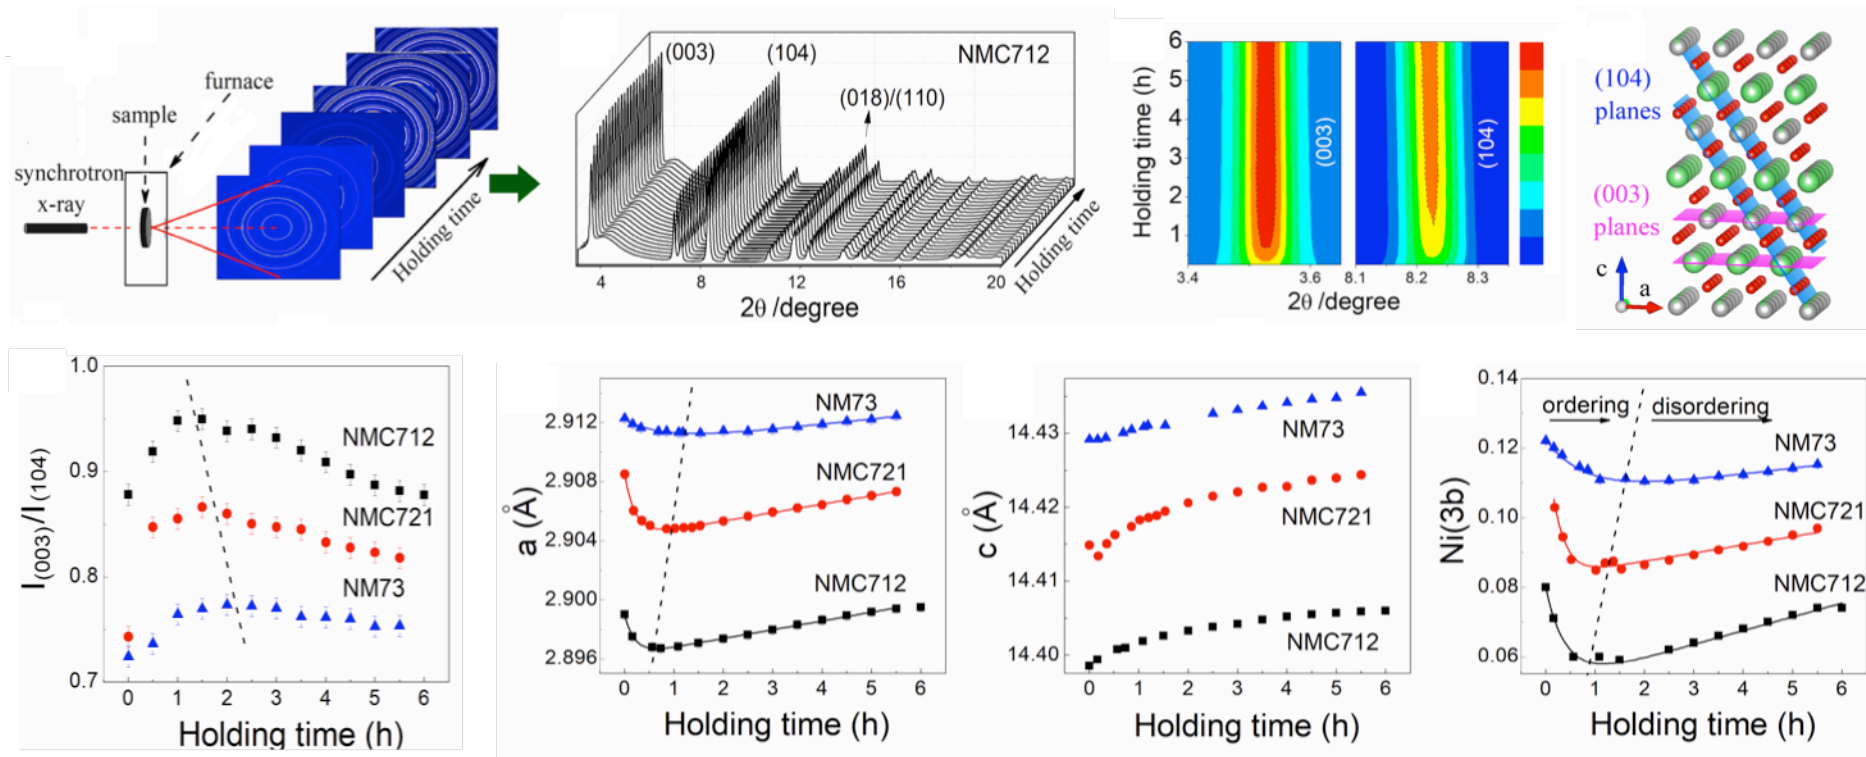 synchrotron
x-ray
sample
furnace
Holding time
(003)
(104)
(018)/(110)
NMC712
4
8
12
16
20
2θ /degree
Holding time
Holding time (h)
6
5
4
3
2
1
(003)
(104)
3.4
3.6
8.1
8.2
8.3
2θ /degree
(104)
planes
(003)
planes
c
a
I(003)/I(104)
1.0
0.9
0.8
0.7
NMC712
NMC721
NM73
0 1 2 3 4 5 6
Holding time (h)
a (Å)
2.912
2.908
2.904
2.900
2.896
NM73
NMC721
NMC712
0 1 2 3 4 5 6
Holding time (h)
c (Å)
14.43
14.42
14.41
14.40
NM73
NMC721
NMC712
0 1 2 3 4 5 6
Holding time (h)
Ni(3b)
0.14
0.12
0.10
0.08
0.06
ordering
disordering
NM73
NMC721
NMC712
0 1 2 3 4 5 6
Holding time (h)